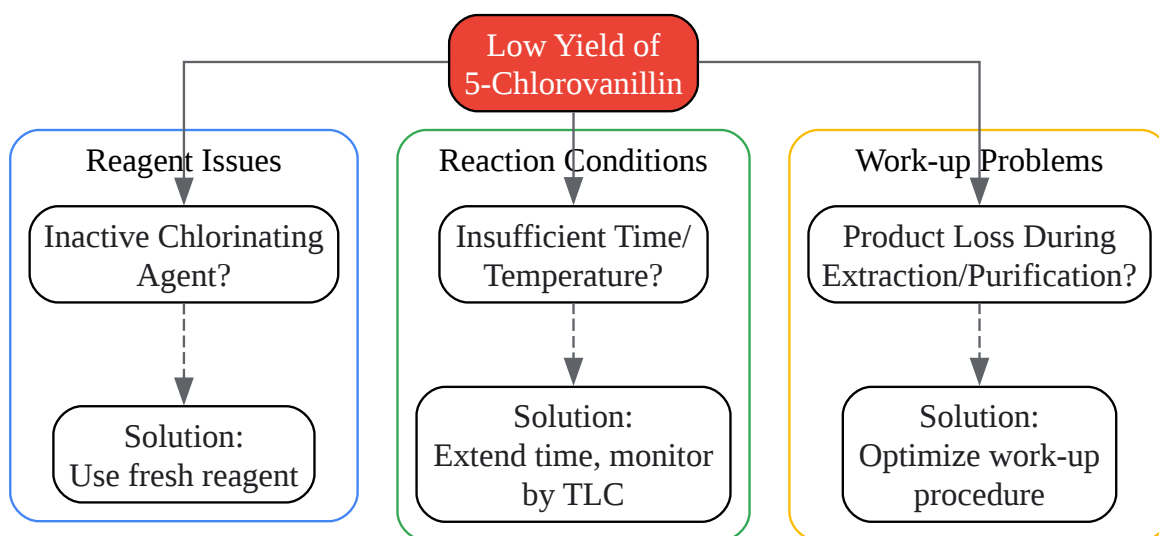 Low Yield of
5-Chlorovanillin
Reagent Issues
Inactive Chlorinating
Agent?
Solution:
Use fresh reagent
Reaction Conditions
Insufficient Time/
Temperature?
Solution:
Extend time, monitor
by TLC
Work-up Problems
Product Loss During
Extraction/Purification?
Solution:
Optimize work-up
procedure